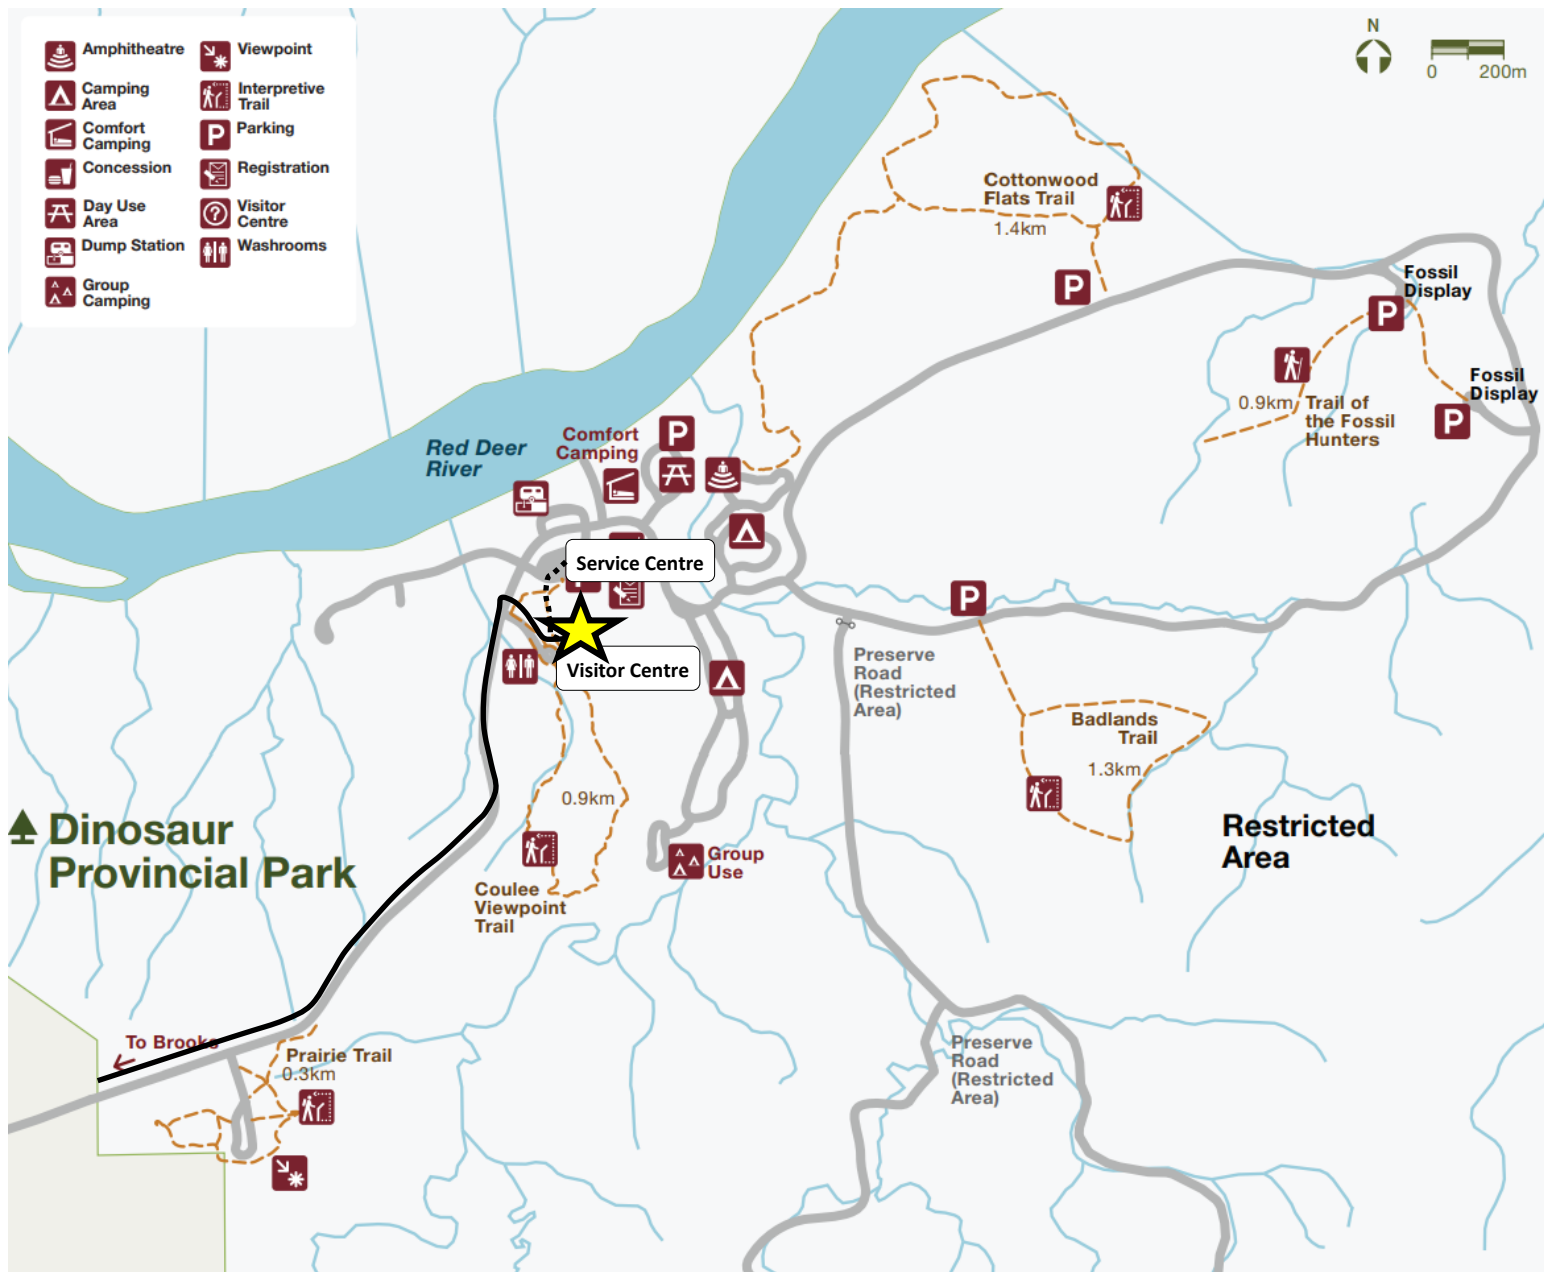 Amphitheatre
Camping
Area
Comfort
Camping
Concession
Day Use
Area
Dump Station
Group
Camping
Viewpoint
Interpretive
Trail
P
Parking
Registration
?
Visitor
Centre
Washrooms
N
0 200m
Cottonwood
Flats Trail
1.4km
P
Fossil
Display
P
Fossil
Display
P
0.9km
Trail of
the Fossil
Hunters
Red Deer
River
Comfort
Camping
P
Service Centre
Visitor Centre
P
Preserve
Road
(Restricted
Area)
Badlands
Trail
1.3km
0.9km
Dinosaur
Provincial Park
Restricted
Area
Group
Use
Coulee
Viewpoint
Trail
To Brooks
Prairie Trail
0.3km
Preserve
Road
(Restricted
Area)